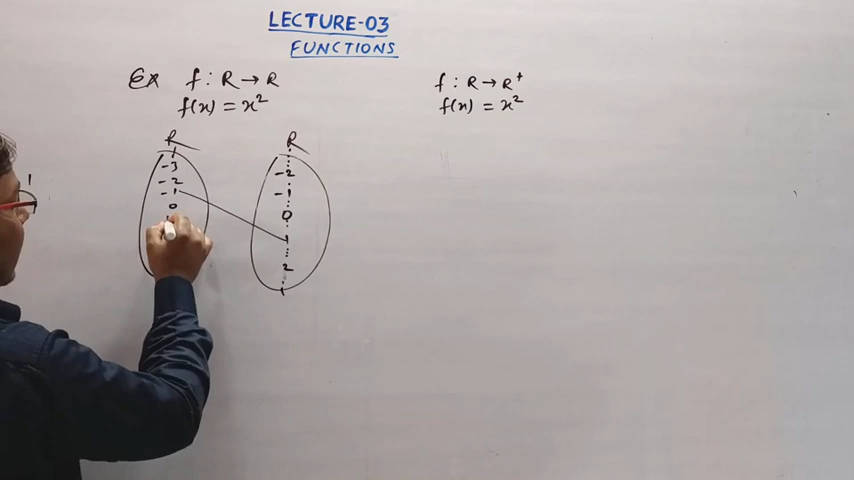 LECTURE-03
FUNCTIONS
Ex f : R → R
f(x) = x²
R
-3
-2
-1
0
R
-2
-1
0
1
2
f : R → R⁺
f(x) = x²